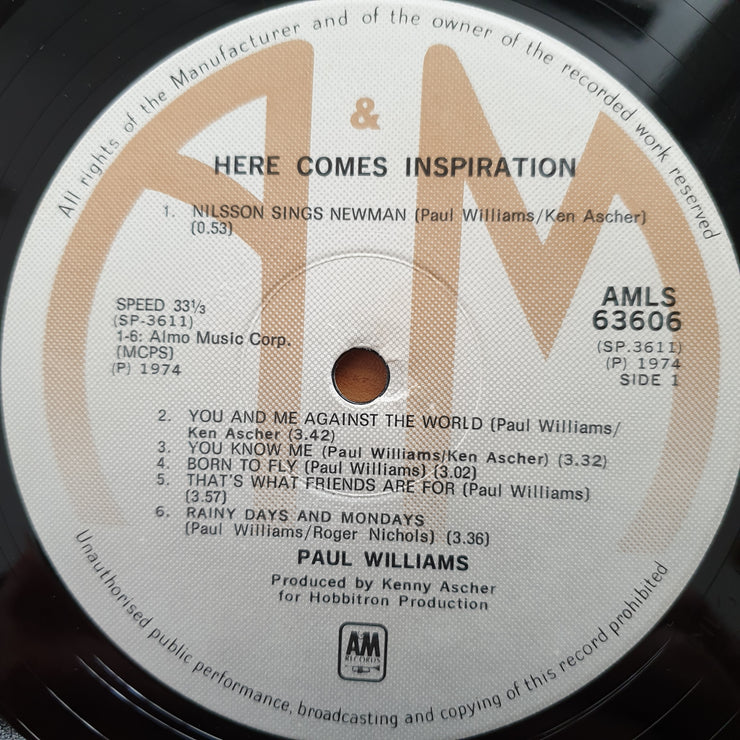 All rights of the Manufacturer and of the owner of the recorded work reserved
&
HERE COMES INSPIRATION
1. NILSSON SINGS NEWMAN (Paul Williams/Ken Ascher)
(0.53)
SPEED 33⅓
(SP-3611)
1-6: Almo Music Corp.
(MCPS)
(P) 1974
AMLS
63606
(SP.3611)
(P) 1974
SIDE 1
2. YOU AND ME AGAINST THE WORLD (Paul Williams/
Ken Ascher) (3.42)
3. YOU KNOW ME (Paul Williams/Ken Ascher) (3.32)
4. BORN TO FLY (Paul Williams) (3.02)
5. THAT'S WHAT FRIENDS ARE FOR (Paul Williams)
(3.57)
6. RAINY DAYS AND MONDAYS
(Paul Williams/Roger Nichols) (3.36)
PAUL WILLIAMS
Produced by Kenny Ascher
for Hobbitron Production
AM
RECORDS
Unauthorised public performance, broadcasting and copying of this record prohibited